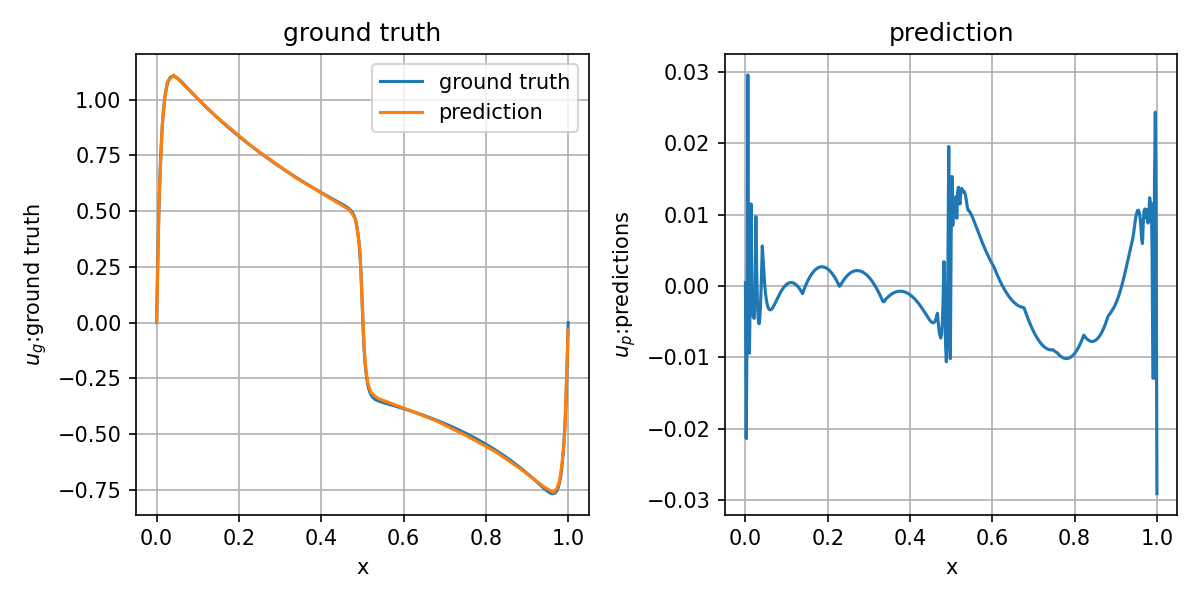 ground truth
ground truth
prediction
1.00
0.75
0.50
0.25
0.00
−0.25
−0.50
−0.75
u_g:ground truth
0.0 0.2 0.4 0.6 0.8 1.0
x
prediction
0.03
0.02
0.01
0.00
−0.01
−0.02
−0.03
u_p:predictions
0.0 0.2 0.4 0.6 0.8 1.0
x